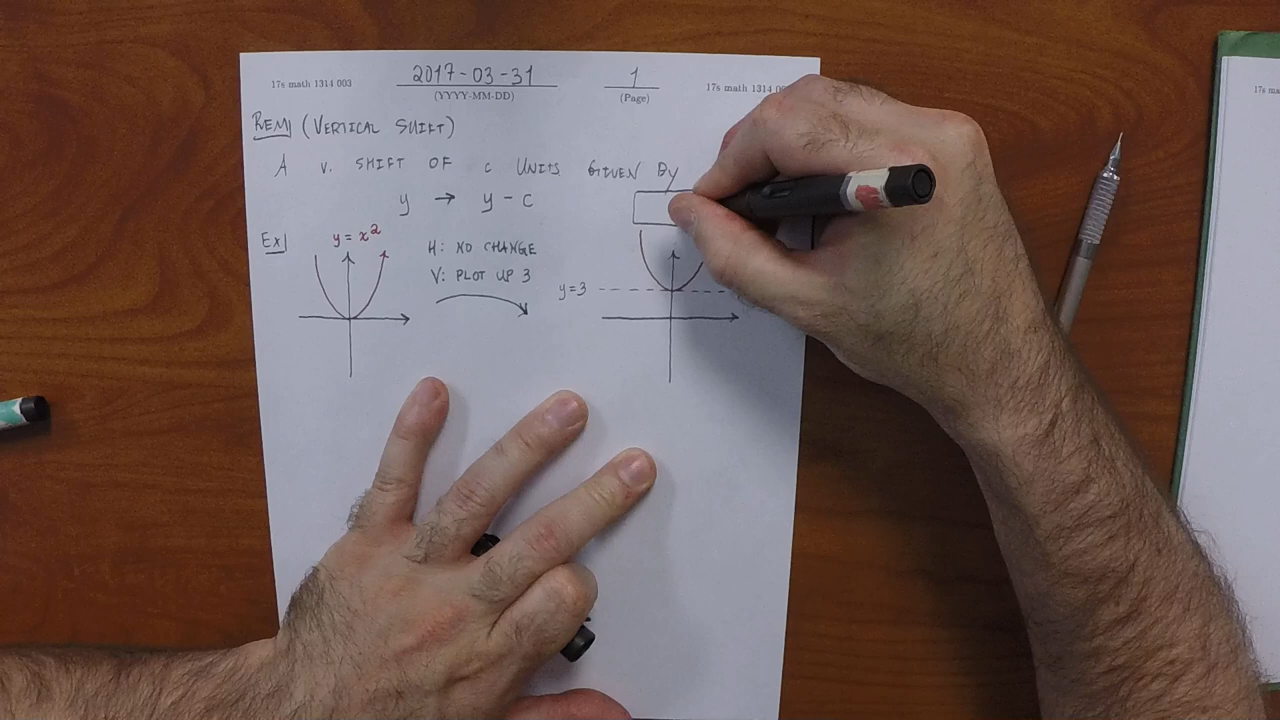 17s math 1314 003 2017-03-31 1 17s math 1314
(YYYY-MM-DD) (Page)
REM (VERTICAL SHIFT)
A V. SHIFT OF C UNITS GIVEN BY
y → y - c
Ex y = x²
H: NO CHANGE
V: PLOT UP 3
y=3
17s